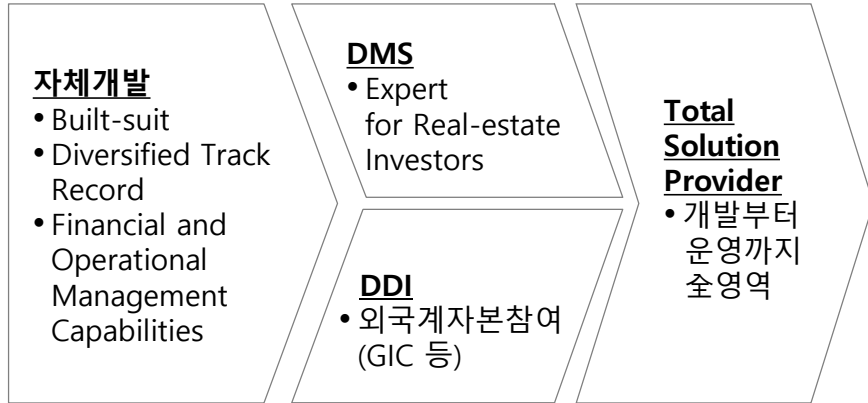 자체개발
• Built-suit
• Diversified Track
Record
• Financial and
Operational
Management
Capabilities
DMS
• Expert
for Real-estate
Investors
DDI
• 외국계자본참여
(GIC 등)
Total
Solution
Provider
• 개발부터
운영까지
全영역